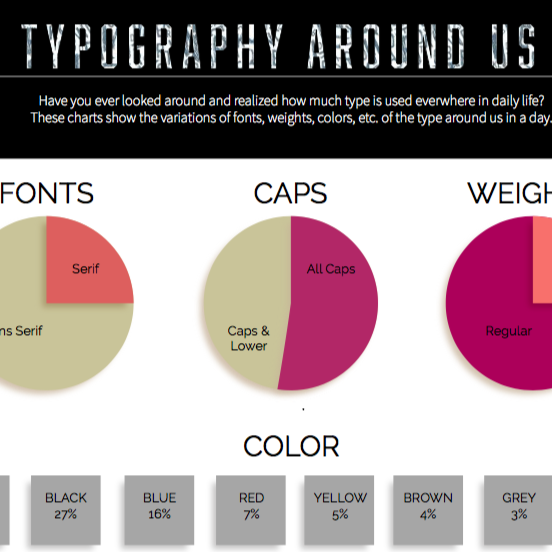 TYPOGRAPHY AROUND US
Have you ever looked around and realized how much type is used everwhere in daily life?
These charts show the variations of fonts, weights, colors, etc. of the type around us in a day.
FONTS
CAPS
WEIGH
Serif
ns Serif
All Caps
Caps &
Lower
Regular
COLOR
BLACK
27%
BLUE
16%
RED
7%
YELLOW
5%
BROWN
4%
GREY
3%